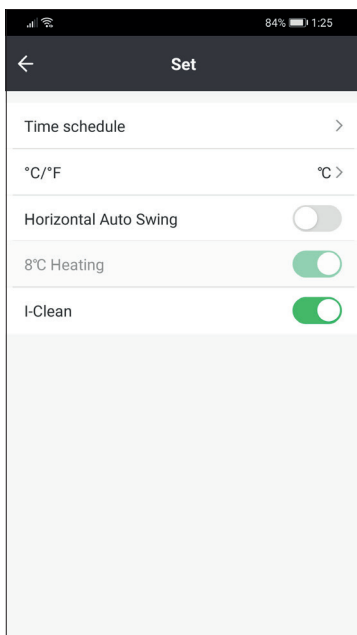 84% 1:25
Set
Time schedule
°C/°F ℃
Horizontal Auto Swing
8℃ Heating
I-Clean